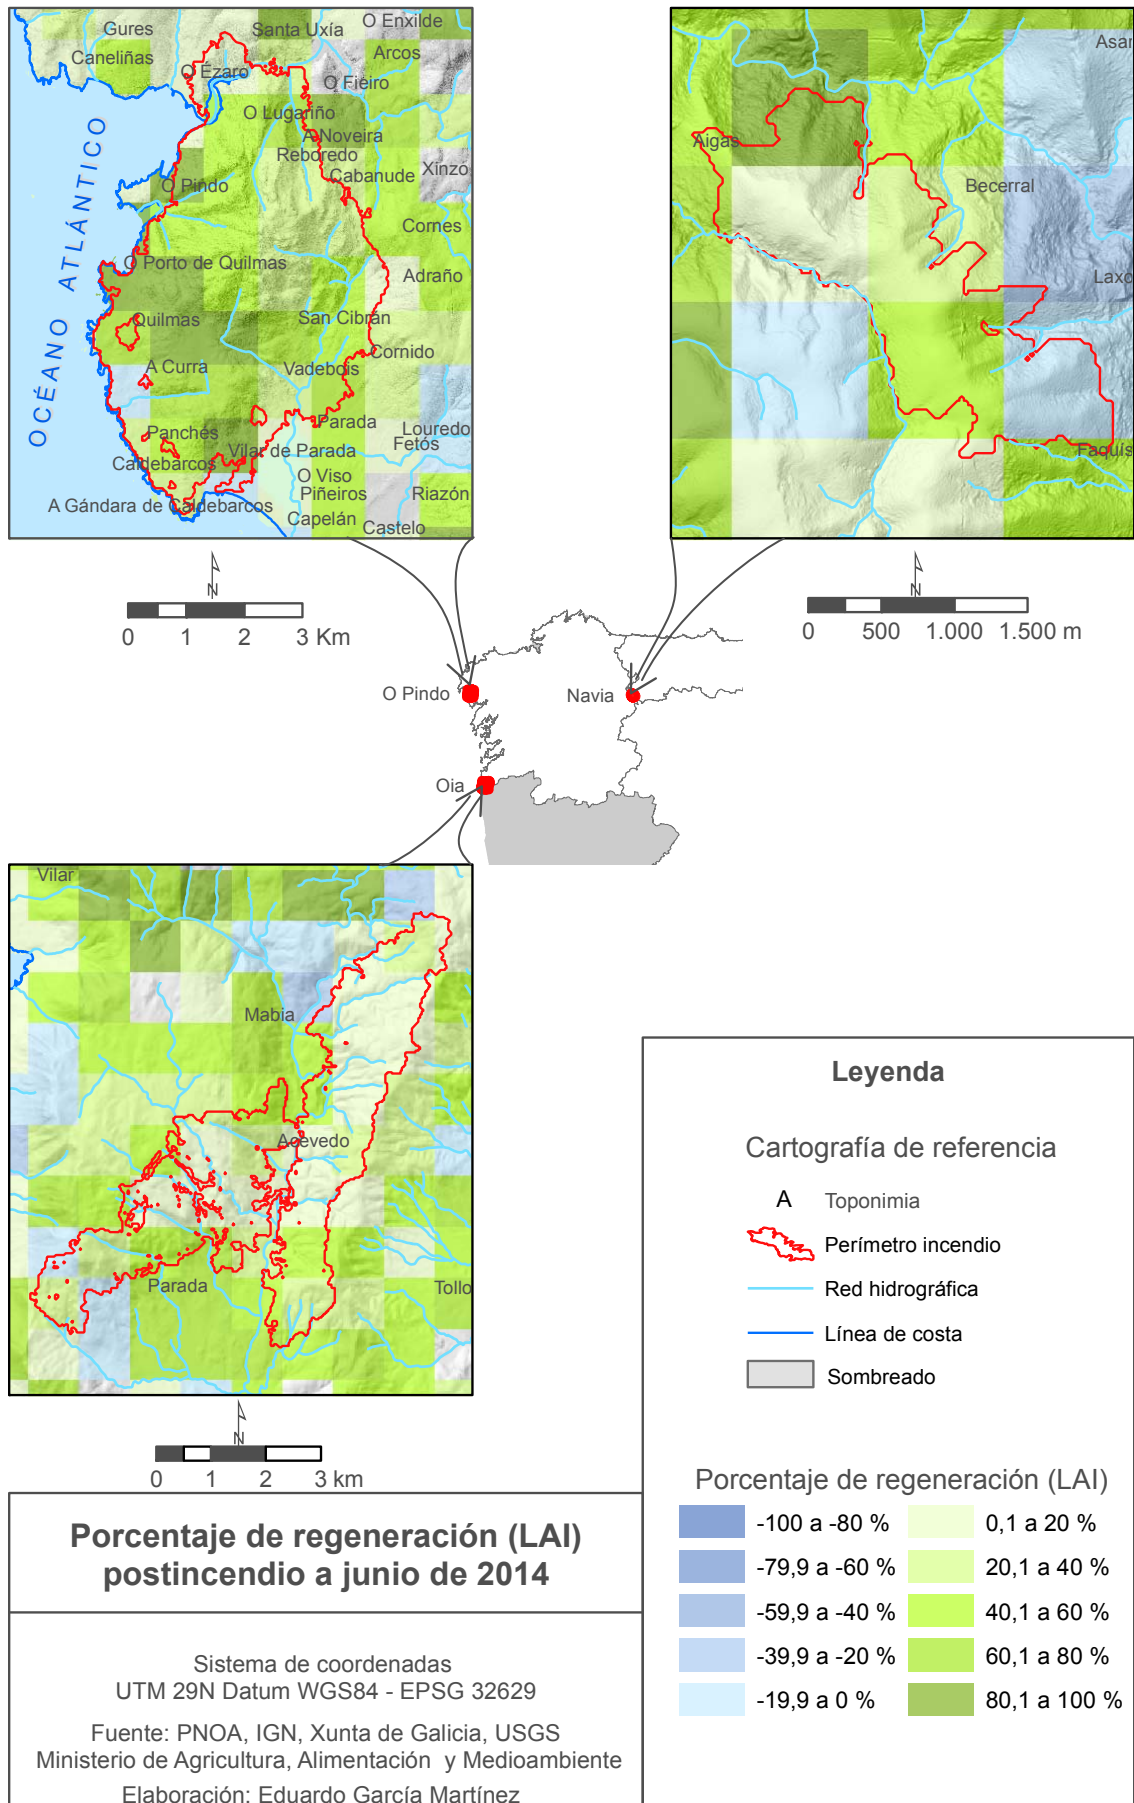 Gures
Santa Uxía
O Enxilde
Caneliñas
Arcos
O Ézaro
O Fieiro
O Lugariño
A Noveira
Reboredo
Cabanude
Xinzo
O Pindo
Cornes
O Porto de Quilmas
Adraño
OCÉANO ATLÁNTICO
Quilmas
San Cibrán
Cornido
A Curra
Vadebois
Panchés
Parada
Louredo
Vilar de Parada
Fetós
Caldebarcos
O Viso
Piñeiros
Riazón
A Gándara de Caldebarcos
Capelán
Castelo
N
0 1 2 3 Km
Asar
Aigas
Becerral
Laxo
Faquis
N
0 500 1.000 1.500 m
O Pindo
Navia
Oia
Vilar
Mabia
Acevedo
Parada
Tollo
N
0 1 2 3 km
Leyenda
Cartografía de referencia
A Toponimia
Perímetro incendio
Red hidrográfica
Línea de costa
Sombreado
Porcentaje de regeneración (LAI)
-100 a -80 % 0,1 a 20 %
-79,9 a -60 % 20,1 a 40 %
-59,9 a -40 % 40,1 a 60 %
-39,9 a -20 % 60,1 a 80 %
-19,9 a 0 % 80,1 a 100 %
Porcentaje de regeneración (LAI)
postincendio a junio de 2014
Sistema de coordenadas
UTM 29N Datum WGS84 - EPSG 32629
Fuente: PNOA, IGN, Xunta de Galicia, USGS
Ministerio de Agricultura, Alimentación y Medioambiente
Elaboración: Eduardo García Martínez